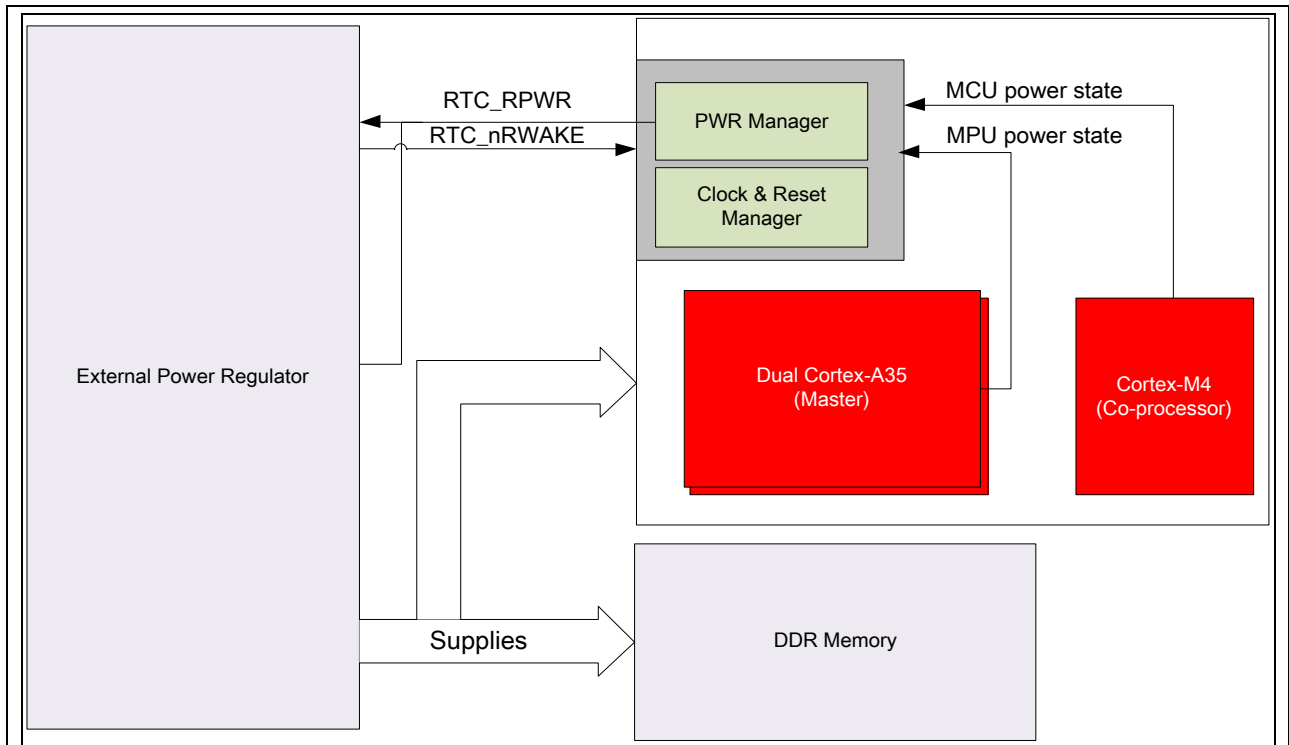 RTC_RPWR
RTC_nRWAKE
PWR Manager
Clock & Reset
Manager
MCU power state
MPU power state
External Power Regulator
Dual Cortex-A35
(Master)
Cortex-M4
(Co-processor)
Supplies
DDR Memory